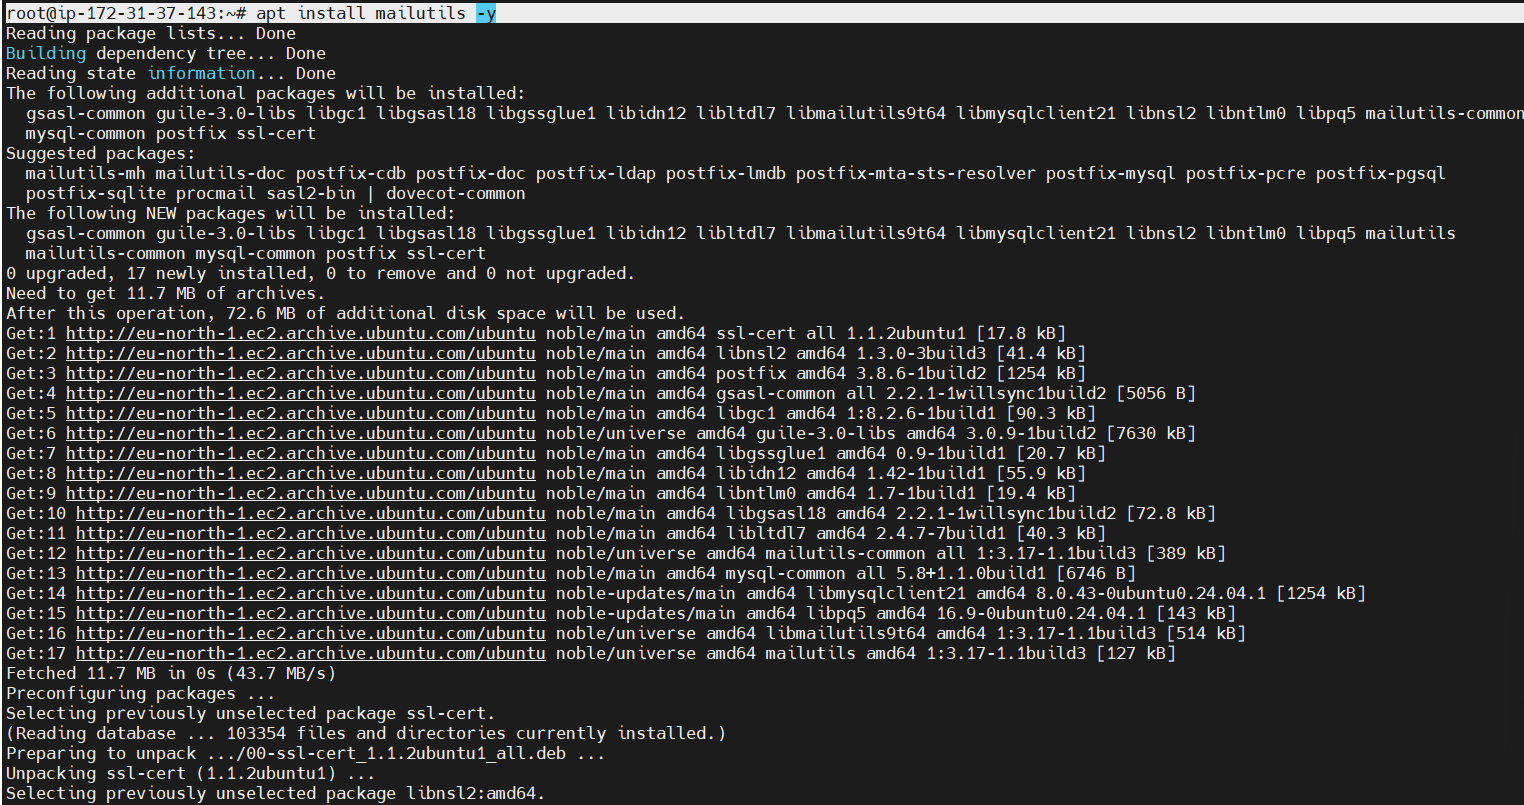 root@ip-172-31-37-143:~# apt install mailutils -y
Reading package lists... Done
Building dependency tree... Done
Reading state information... Done
The following additional packages will be installed:
  gsasl-common guile-3.0-libs libgc1 libgsasl18 libgssglue1 libidn12 libltdl7 libmailutils9t64 libmysqlclient21 libnsl2 libntlm0 libpq5 mailutils-common
  mysql-common postfix ssl-cert
Suggested packages:
  mailutils-mh mailutils-doc postfix-cdb postfix-doc postfix-ldap postfix-lmdb postfix-mta-sts-resolver postfix-mysql postfix-pcre postfix-pgsql
  postfix-sqlite procmail sasl2-bin | dovecot-common
The following NEW packages will be installed:
  gsasl-common guile-3.0-libs libgc1 libgsasl18 libgssglue1 libidn12 libltdl7 libmailutils9t64 libmysqlclient21 libnsl2 libntlm0 libpq5 mailutils
  mailutils-common mysql-common postfix ssl-cert
0 upgraded, 17 newly installed, 0 to remove and 0 not upgraded.
Need to get 11.7 MB of archives.
After this operation, 72.6 MB of additional disk space will be used.
Get:1 http://eu-north-1.ec2.archive.ubuntu.com/ubuntu noble/main amd64 ssl-cert all 1.1.2ubuntu1 [17.8 kB]
Get:2 http://eu-north-1.ec2.archive.ubuntu.com/ubuntu noble/main amd64 libnsl2 amd64 1.3.0-3build3 [41.4 kB]
Get:3 http://eu-north-1.ec2.archive.ubuntu.com/ubuntu noble/main amd64 postfix amd64 3.8.6-1build2 [1254 kB]
Get:4 http://eu-north-1.ec2.archive.ubuntu.com/ubuntu noble/main amd64 gsasl-common all 2.2.1-1willsync1build2 [5056 B]
Get:5 http://eu-north-1.ec2.archive.ubuntu.com/ubuntu noble/main amd64 libgc1 amd64 1:8.2.6-1build1 [90.3 kB]
Get:6 http://eu-north-1.ec2.archive.ubuntu.com/ubuntu noble/universe amd64 guile-3.0-libs amd64 3.0.9-1build2 [7630 kB]
Get:7 http://eu-north-1.ec2.archive.ubuntu.com/ubuntu noble/main amd64 libgssglue1 amd64 0.9-1build1 [20.7 kB]
Get:8 http://eu-north-1.ec2.archive.ubuntu.com/ubuntu noble/main amd64 libidn12 amd64 1.42-1build1 [55.9 kB]
Get:9 http://eu-north-1.ec2.archive.ubuntu.com/ubuntu noble/main amd64 libntlm0 amd64 1.7-1build1 [19.4 kB]
Get:10 http://eu-north-1.ec2.archive.ubuntu.com/ubuntu noble/main amd64 libgsasl18 amd64 2.2.1-1willsync1build2 [72.8 kB]
Get:11 http://eu-north-1.ec2.archive.ubuntu.com/ubuntu noble/main amd64 libltdl7 amd64 2.4.7-7build1 [40.3 kB]
Get:12 http://eu-north-1.ec2.archive.ubuntu.com/ubuntu noble/universe amd64 mailutils-common all 1:3.17-1.1build3 [389 kB]
Get:13 http://eu-north-1.ec2.archive.ubuntu.com/ubuntu noble/main amd64 mysql-common all 5.8+1.1.0build1 [6746 B]
Get:14 http://eu-north-1.ec2.archive.ubuntu.com/ubuntu noble-updates/main amd64 libmysqlclient21 amd64 8.0.43-0ubuntu0.24.04.1 [1254 kB]
Get:15 http://eu-north-1.ec2.archive.ubuntu.com/ubuntu noble-updates/main amd64 libpq5 amd64 16.9-0ubuntu0.24.04.1 [143 kB]
Get:16 http://eu-north-1.ec2.archive.ubuntu.com/ubuntu noble/universe amd64 libmailutils9t64 amd64 1:3.17-1.1build3 [514 kB]
Get:17 http://eu-north-1.ec2.archive.ubuntu.com/ubuntu noble/universe amd64 mailutils amd64 1:3.17-1.1build3 [127 kB]
Fetched 11.7 MB in 0s (43.7 MB/s)
Preconfiguring packages ...
Selecting previously unselected package ssl-cert.
(Reading database ... 103354 files and directories currently installed.)
Preparing to unpack .../00-ssl-cert_1.1.2ubuntu1_all.deb ...
Unpacking ssl-cert (1.1.2ubuntu1) ...
Selecting previously unselected package libnsl2:amd64.